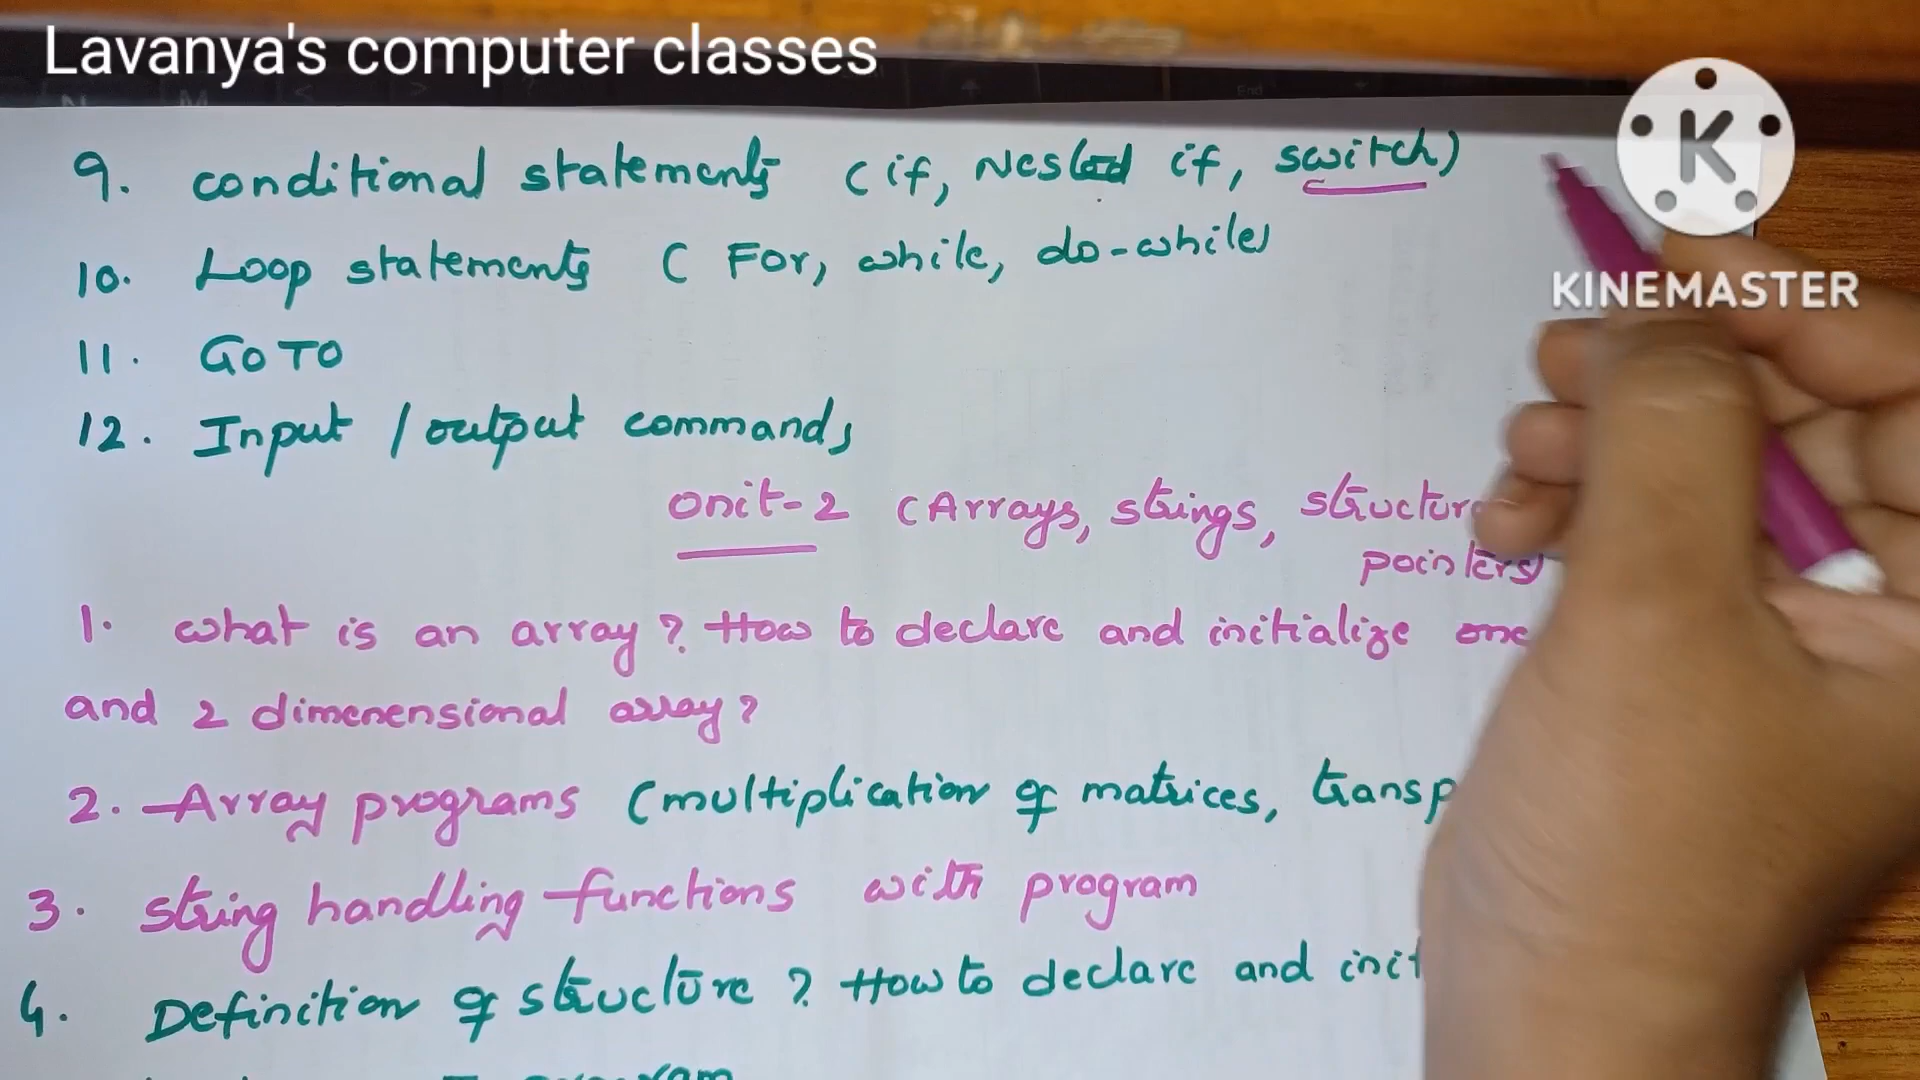 Lavanya's computer classes
9. conditional statements (if, Nested if, switch)
10. Loop statements ( For, while, do-while)
KINEMASTER
11. GOTO
12. Input / output commands
Unit-2 (Arrays, strings, structur
pointers)
1. what is an array? How to declare and initialize one
and 2 dimenensional array?
2. Array programs (multiplication of matrices, transp
3. string handling functions with program
4. Definition of structure? How to declare and init
program